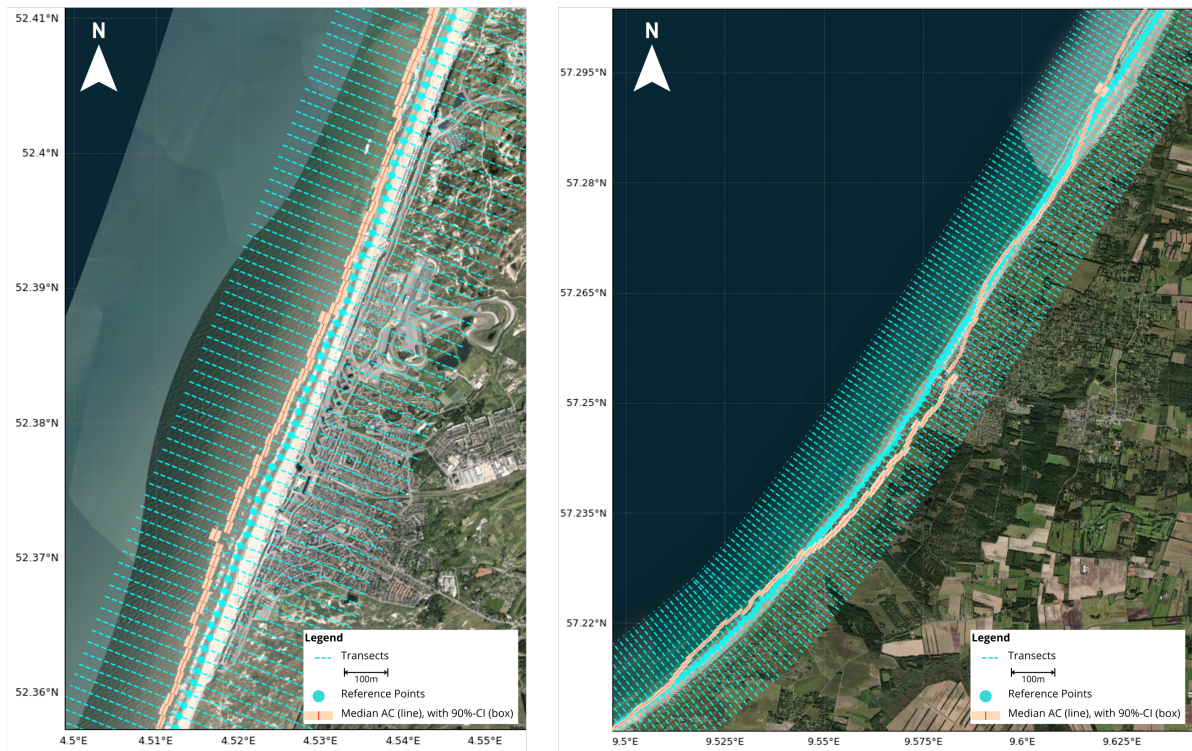 52.41°N
52.4°N
52.39°N
52.38°N
52.37°N
52.36°N
N
Legend
Transects
100m
Reference Points
Median AC (line), with 90%-CI (box)
4.5°E
4.51°E
4.52°E
4.53°E
4.54°E
4.55°E
57.295°N
57.28°N
57.265°N
57.25°N
57.235°N
57.22°N
N
Legend
Transects
100m
Reference Points
Median AC (line), with 90%-CI (box)
9.5°E
9.525°E
9.55°E
9.575°E
9.6°E
9.625°E